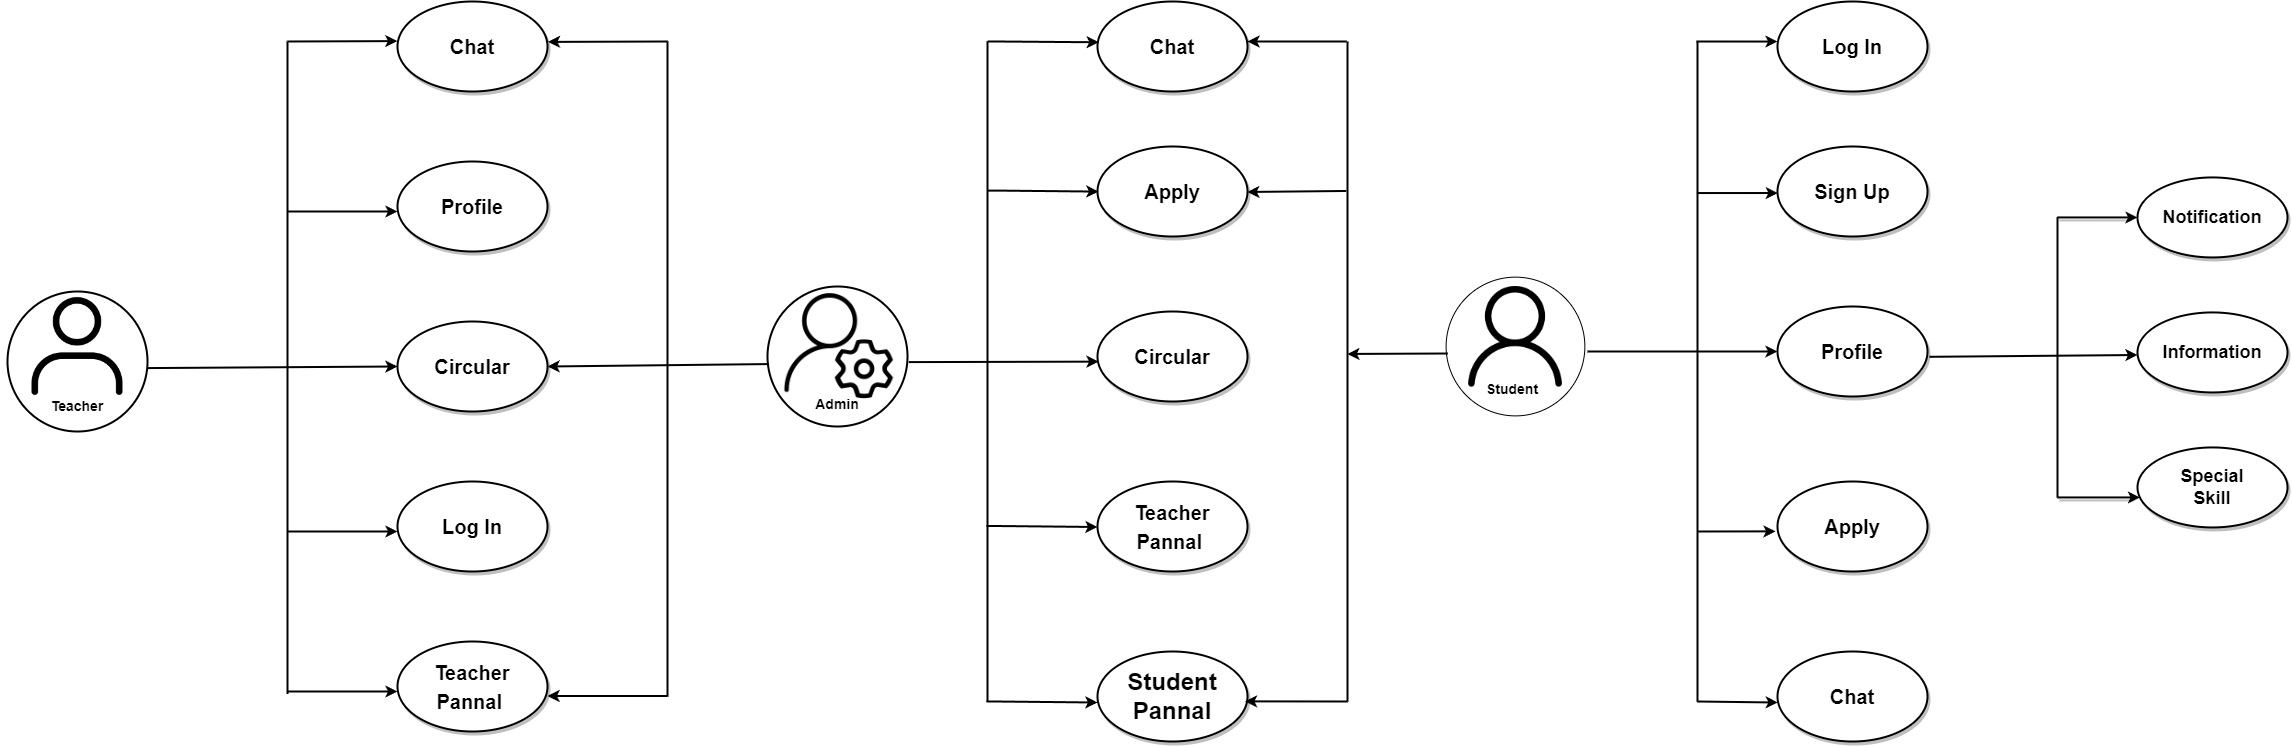 Teacher
Chat
Profile
Circular
Log In
Teacher
Pannal
Admin
Chat
Apply
Circular
Teacher
Pannal
Student
Pannal
Student
Log In
Sign Up
Profile
Apply
Chat
Notification
Information
Special
Skill